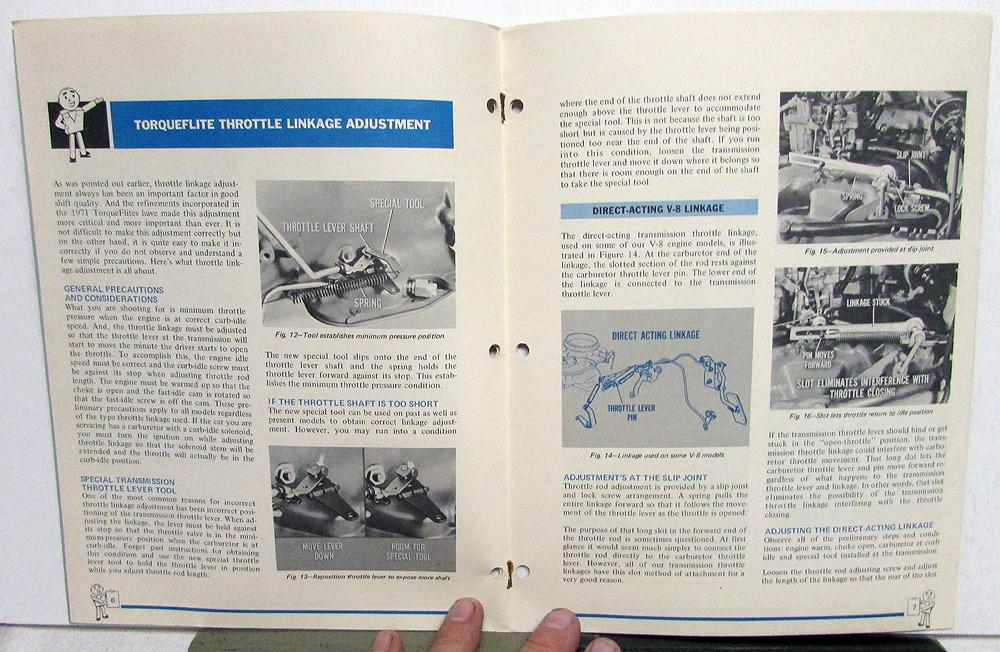 TORQUEFLITE THROTTLE LINKAGE ADJUSTMENT
As was pointed out earlier, throttle linkage adjust-
ment always has been an important factor in good
shift quality. And the refinements incorporated in
the 1971 TorqueFlites have made this adjustment
more critical and more important than ever. It is
not difficult to make this adjustment correctly but
on the other hand, it is quite easy to make it in-
correctly if you do not observe and understand a
few simple precautions. Here's what throttle link-
age adjustment is all about.
GENERAL PRECAUTIONS
AND CONSIDERATIONS
What you are shooting for is minimum throttle
pressure when the engine is at correct curb-idle
speed. And, the throttle linkage must be adjusted
so that the throttle lever at the transmission will
start to move the minute the driver starts to open
the throttle. To accomplish this, the engine idle
speed must be correct and the curb-idle screw must
be against its stop when adjusting throttle rod
length. The engine must be warmed up so that the
choke is open and the fast-idle cam is rotated so
that the fast-idle screw is off the cam. These pre-
liminary precautions apply to all models regardless
of the type throttle linkage used. If the car you are
servicing has a carburetor with a curb-idle solenoid,
you must turn the ignition on while adjusting
throttle linkage so that the solenoid stem will be
extended and the throttle will actually be in the
curb-idle position.
SPECIAL TRANSMISSION
THROTTLE LEVER TOOL
One of the most common reasons for incorrect
throttle linkage adjustment has been incorrect posi-
tioning of the transmission throttle lever. When ad-
justing the linkage, the lever must be held against
its stop so that the throttle valve is in the mini-
mum-pressure position when the carburetor is at
curb-idle. Forget past instructions for obtaining
this condition and use the new special throttle
lever tool to hold the throttle lever in position
while you adjust throttle rod length.
6
SPECIAL TOOL
THROTTLE LEVER SHAFT
SPRING
Fig. 12—Tool establishes minimum pressure position
The new special tool slips onto the end of the
throttle lever shaft and the spring holds the
throttle lever forward against its stop. This estab-
lishes the minimum throttle pressure condition.
IF THE THROTTLE SHAFT IS TOO SHORT
The new special tool can be used on past as well as
present models to obtain correct linkage adjust-
ment. However, you may run into a condition
MOVE LEVER
DOWN
ROOM FOR
SPECIAL TOOL
Fig. 13—Reposition throttle lever to expose more shaft
where the end of the throttle shaft does not extend
enough above the throttle lever to accommodate
the special tool. This is not because the shaft is too
short but is caused by the throttle lever being posi-
tioned too near the end of the shaft. If you run
into this condition, loosen the transmission
throttle lever and move it down where it belongs so
that there is room enough on the end of the shaft
to take the special tool.
DIRECT-ACTING V-8 LINKAGE
The direct-acting transmission throttle linkage,
used on some of our V-8 engine models, is illus-
trated in Figure 14. At the carburetor end of the
linkage, the slotted section of the rod rests against
the carburetor throttle lever pin. The lower end of
the linkage is connected to the transmission
throttle lever.
DIRECT ACTING LINKAGE
THROTTLE LEVER
PIN
Fig. 14—Linkage used on some V-8 models
ADJUSTMENT'S AT THE SLIP JOINT
Throttle rod adjustment is provided by a slip joint
and lock screw arrangement. A spring pulls the
entire linkage forward so that it follows the move-
ment of the throttle lever as the throttle is opened.
The purpose of that long slot in the forward end of
the throttle rod is sometimes questioned. At first
glance it would seem much simpler to connect the
throttle rod directly to the carburetor throttle
lever. However, all of our transmission throttle
linkages have this slot method of attachment for a
very good reason.
SLIP JOINT
SPRING
LOCK SCREW
Fig. 15—Adjustment provided at slip joint
LINKAGE STUCK
PIN MOVES
FORWARD
SLOT ELIMINATES INTERFERENCE WITH
THROTTLE CLOSING
Fig. 16—Slot lets throttle return to idle position
If the transmission throttle lever should bind or get
stuck in the "open-throttle" position, the trans-
mission throttle linkage could interfere with carbu-
retor throttle movement. That long slot lets the
carburetor throttle lever and pin move forward re-
gardless of what happens to the transmission
throttle lever and linkage. In other words, that slot
eliminates the possibility of the transmission
throttle linkage interfering with the throttle
closing.
ADJUSTING THE DIRECT-ACTING LINKAGE
Observe all of the preliminary steps and condi-
tions: engine warm, choke open, carburetor at curb
idle and special tool installed at the transmission.
Loosen the throttle rod adjusting screw and adjust
the length of the linkage so that the rear of the slot
7